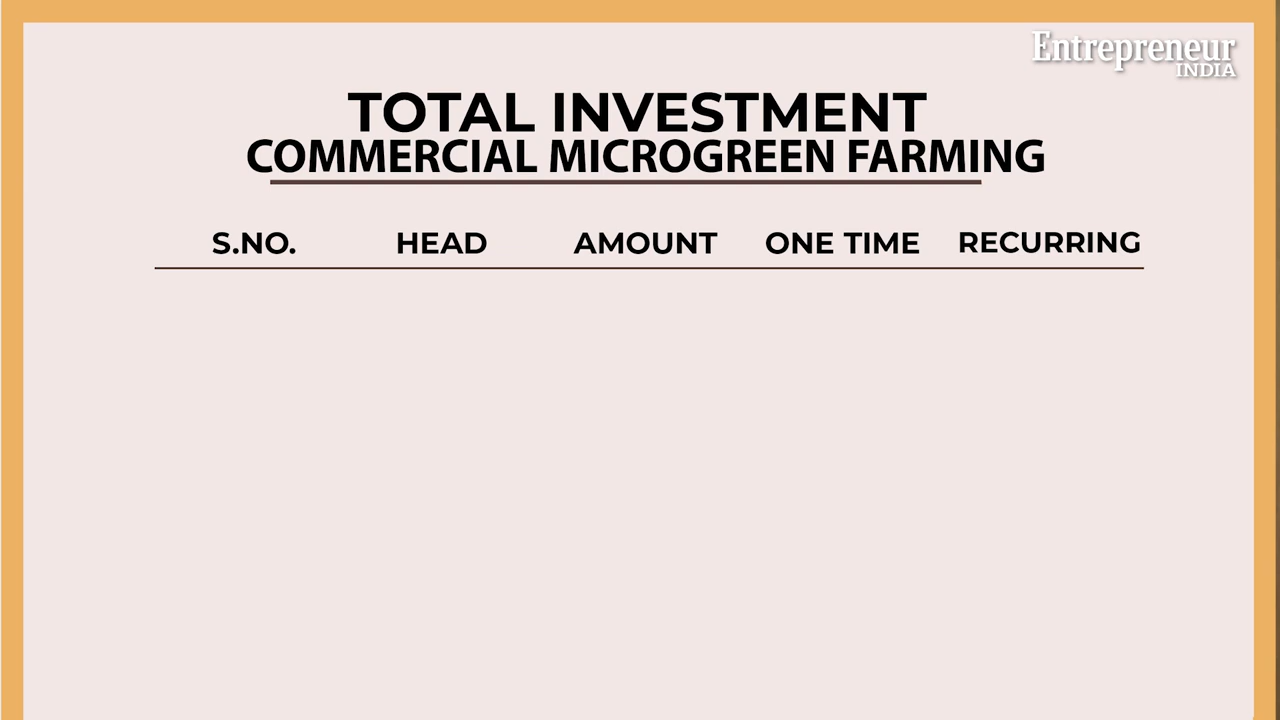 Entrepreneur
INDIA
TOTAL INVESTMENT
COMMERCIAL MICROGREEN FARMING
S.NO. HEAD AMOUNT ONE TIME RECURRING